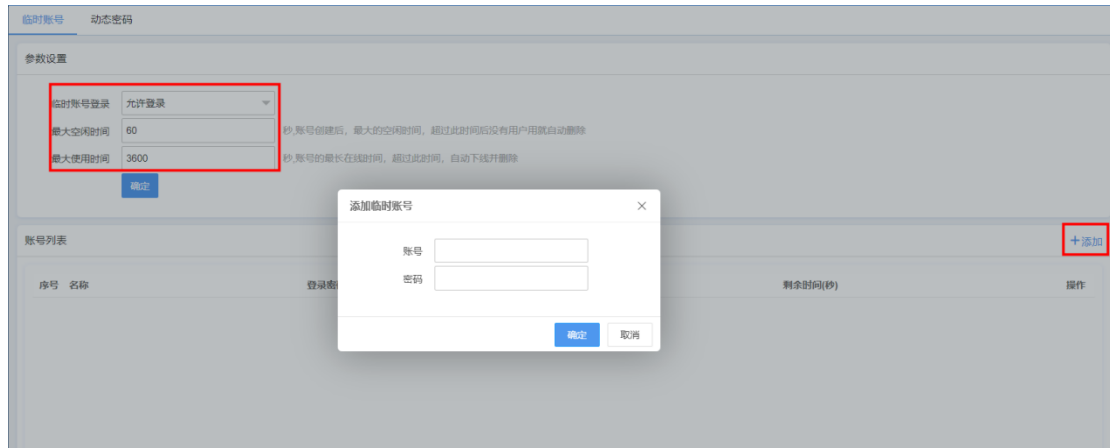 临时账号 动态密码
参数设置
临时账号登录 允许登录
最大空闲时间 60 秒,账号创建后，最大的空闲时间，超过此时间后没有用户用就自动删除
最大使用时间 3600 秒,账号的最长在线时间，超过此时间，自动下线并删除
确定
添加临时账号
账号
密码
确定 取消
账号列表 +添加
序号 名称 登录密 剩余时间(秒) 操作